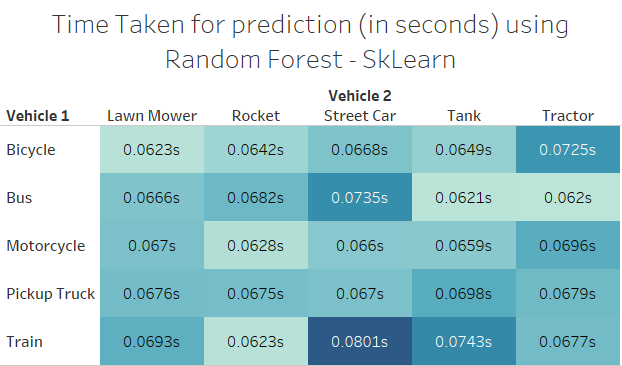 Time Taken for prediction (in seconds) using
Random Forest - SkLearn
Vehicle 2
Vehicle 1 Lawn Mower Rocket Street Car Tank Tractor
Bicycle 0.0623s 0.0642s 0.0668s 0.0649s 0.0725s
Bus 0.0666s 0.0682s 0.0735s 0.0621s 0.062s
Motorcycle 0.067s 0.0628s 0.066s 0.0659s 0.0696s
Pickup Truck 0.0676s 0.0675s 0.067s 0.0698s 0.0679s
Train 0.0693s 0.0623s 0.0801s 0.0743s 0.0677s